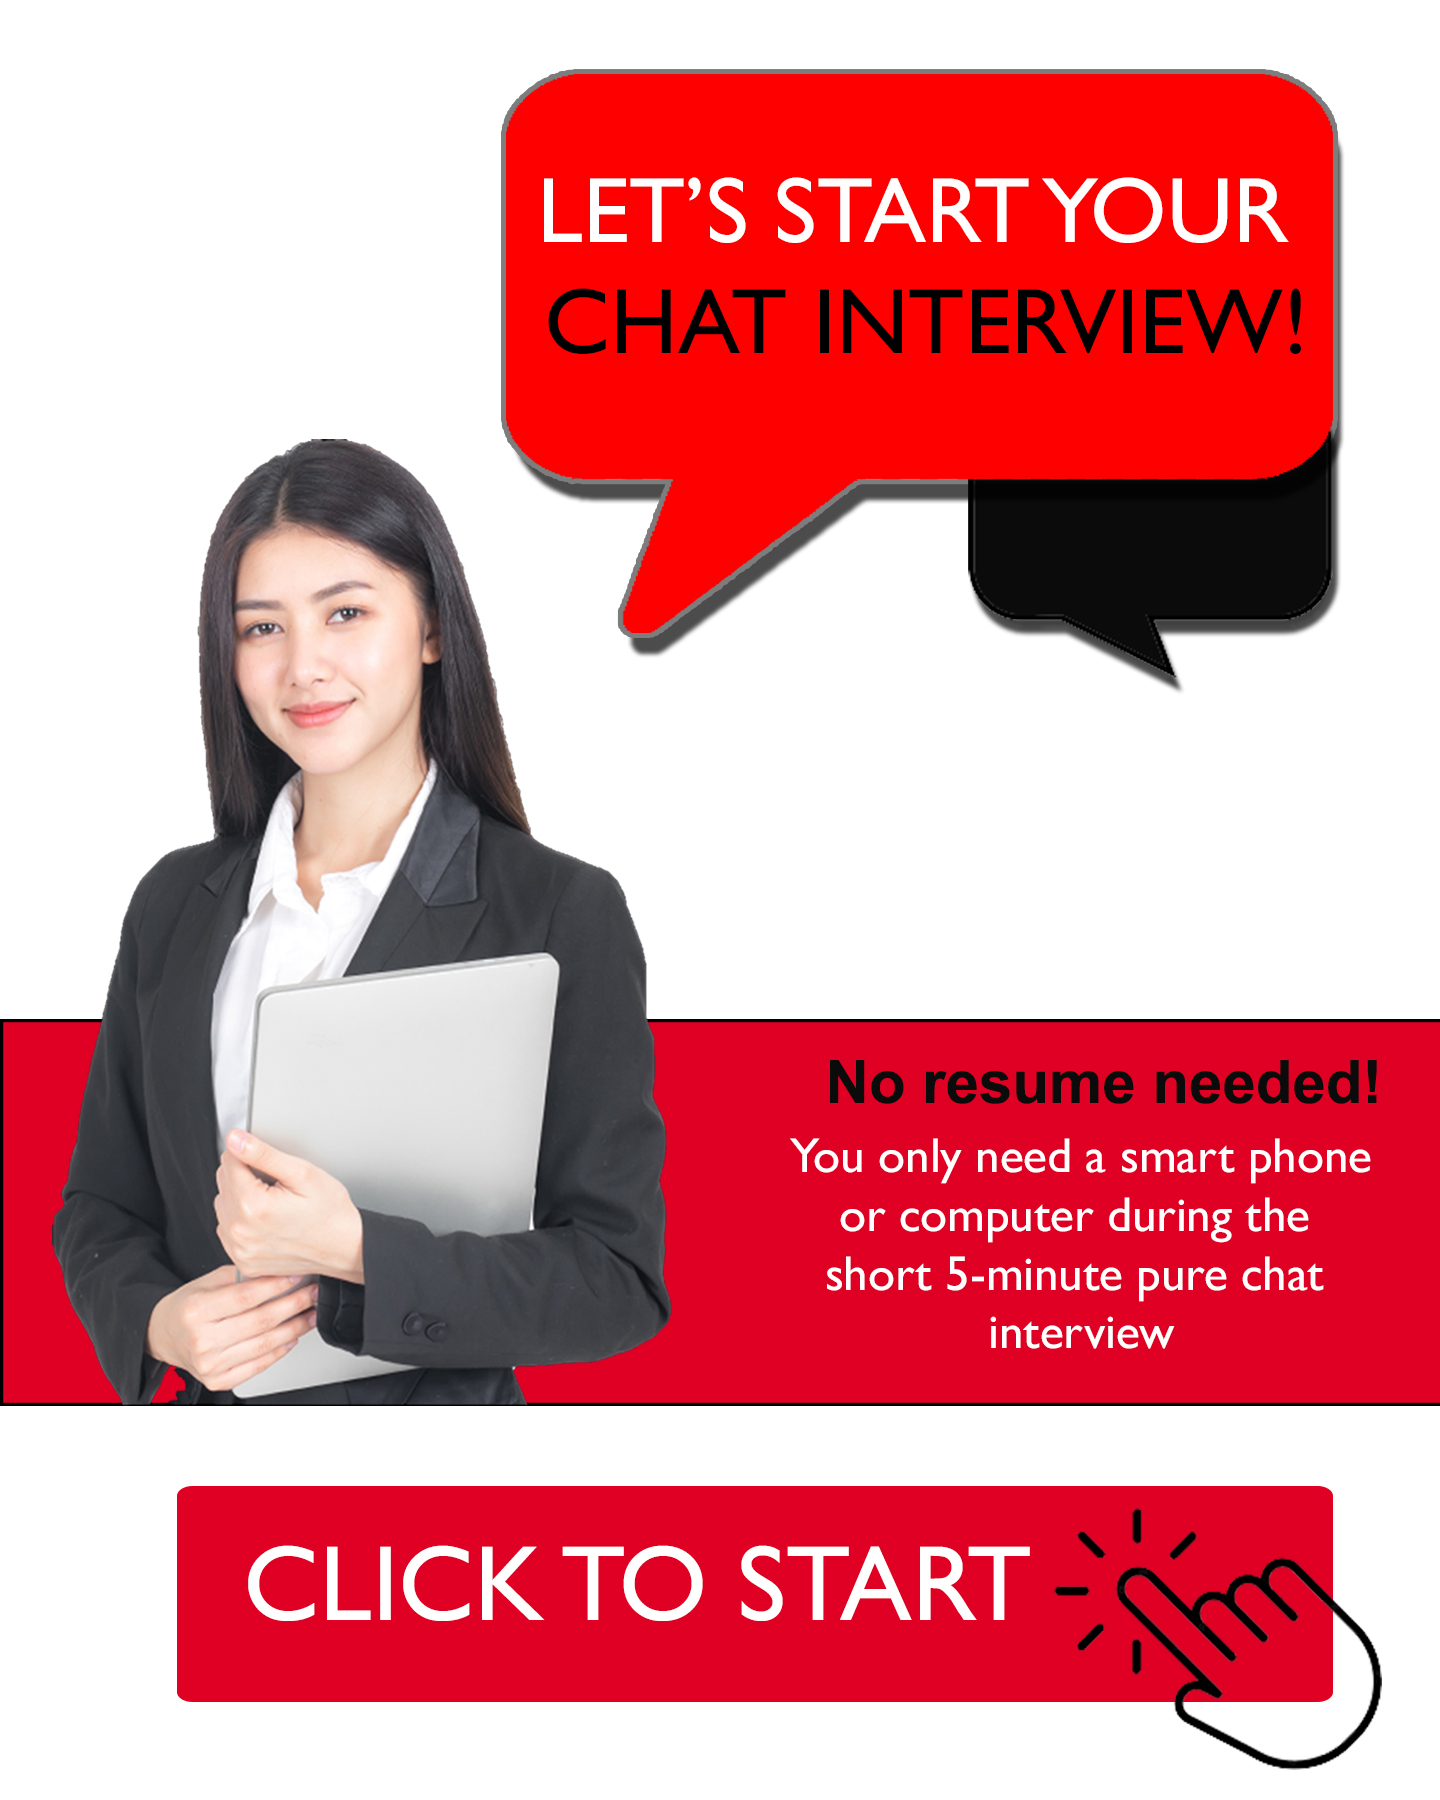 LET’S START YOUR
CHAT INTERVIEW!
No resume needed!
You only need a smart phone
or computer during the
short 5-minute pure chat
interview
CLICK TO START